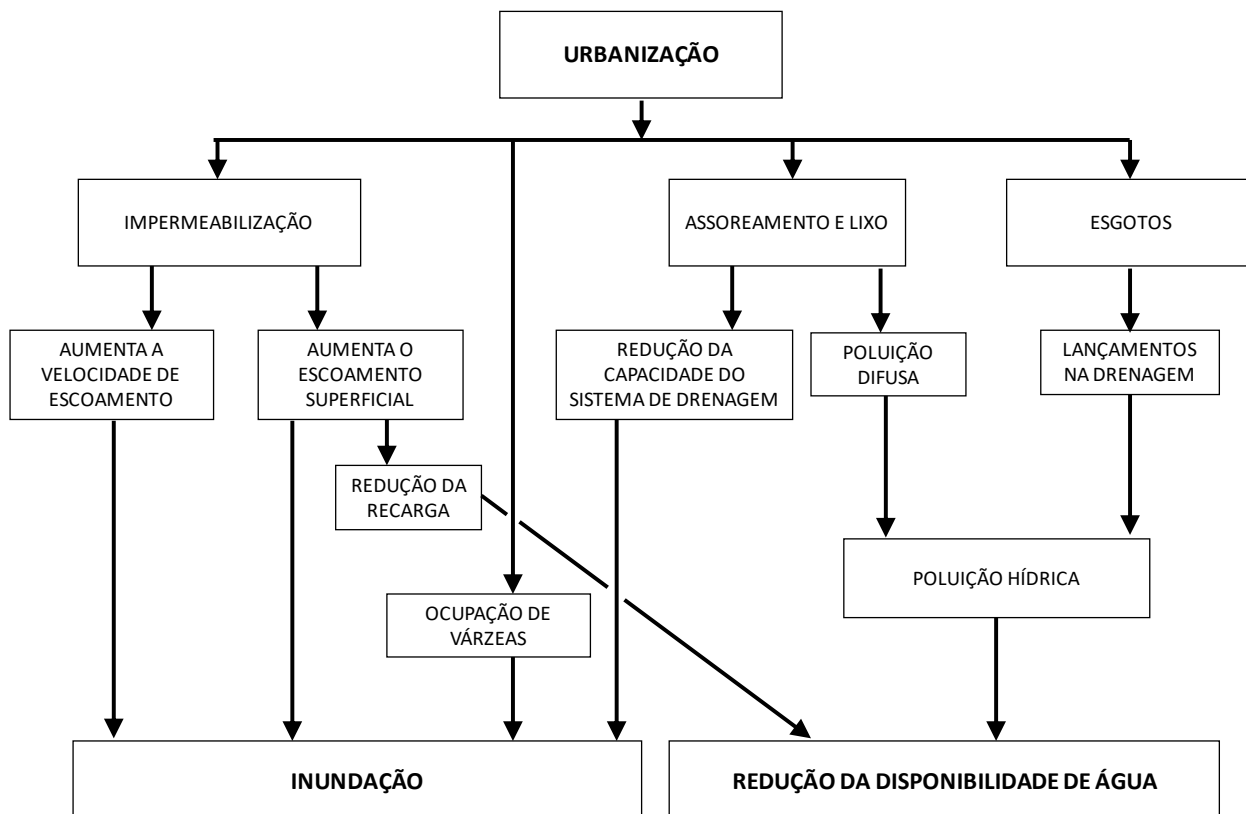 URBANIZAÇÃO
IMPERMEABILIZAÇÃO
ASSOREAMENTO E LIXO
ESGOTOS
AUMENTA A
VELOCIDADE DE
ESCOAMENTO
AUMENTA O
ESCOAMENTO
SUPERFICIAL
REDUÇÃO DA
CAPACIDADE DO
SISTEMA DE DRENAGEM
POLUIÇÃO
DIFUSA
LANÇAMENTOS
NA DRENAGEM
REDUÇÃO DA
RECARGA
POLUIÇÃO HÍDRICA
OCUPAÇÃO DE
VÁRZEAS
INUNDAÇÃO
REDUÇÃO DA DISPONIBILIDADE DE ÁGUA